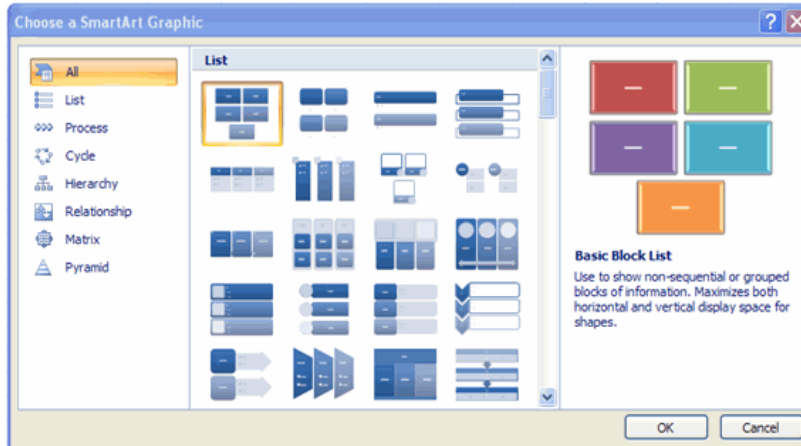 Choose a SmartArt Graphic
All
List
Process
Cycle
Hierarchy
Relationship
Matrix
Pyramid
List
Basic Block List
Use to show non-sequential or grouped
blocks of information. Maximizes both
horizontal and vertical display space for
shapes.
OK
Cancel